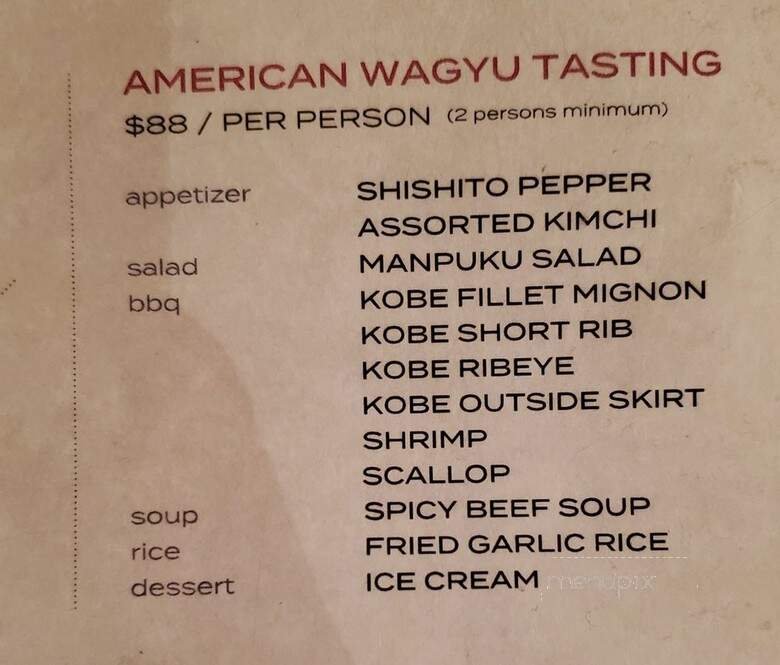 AMERICAN WAGYU TASTING
$88 / PER PERSON (2 persons minimum)
appetizer SHISHITO PEPPER
ASSORTED KIMCHI
salad MANPUKU SALAD
bbq KOBE FILLET MIGNON
KOBE SHORT RIB
KOBE RIBEYE
KOBE OUTSIDE SKIRT
SHRIMP
SCALLOP
soup SPICY BEEF SOUP
rice FRIED GARLIC RICE
dessert ICE CREAM
menupix